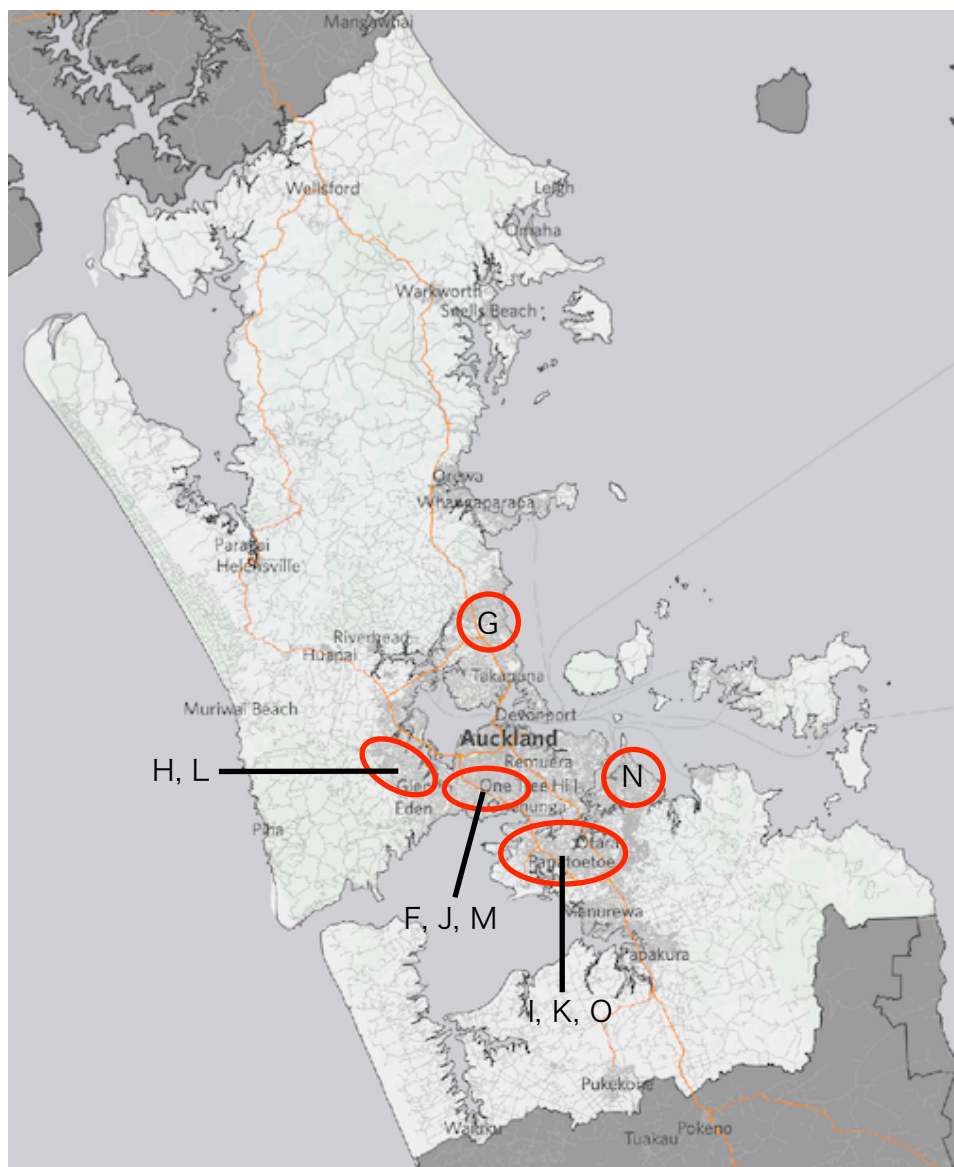 Mangawhai
Wellsford
Leigh
Omaha
Warkworth
Snells Beach
Orewa
Whangaparaoa
Parakai
Helensville
G
Riverhead
Huapai
Takapuna
Muriwai Beach
Devonport
Auckland
H, L
Remuera
N
Glen
Eden
One Tree Hill
Onehunga
Piha
Otara
Papatoetoe
F, J, M
Manurewa
Papakura
I, K, O
Pukekohe
Waiuku
Pokeno
Tuakau